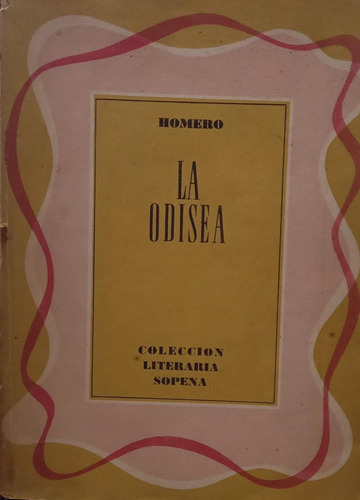 HOMERO
LA
ODISEA
COLECCION
LITERARIA
SOPENA